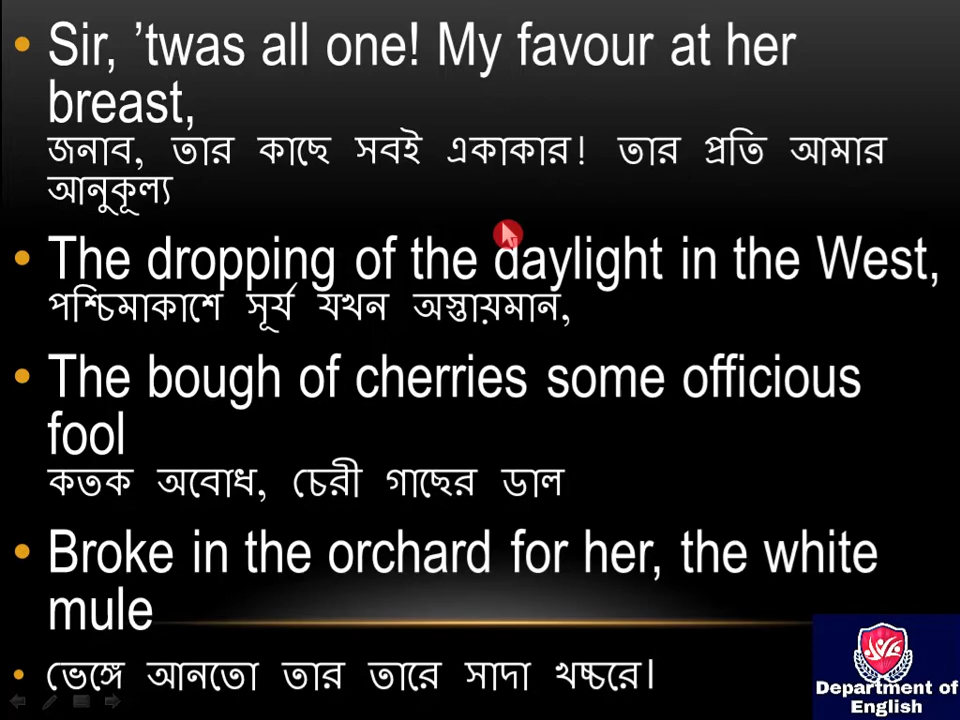 • Sir, ’twas all one! My favour at her
breast,
জনাব, তার কাছে সবই একাকার! তার প্রতি আমার
আনুকূল্য
• The dropping of the daylight in the West,
পশ্চিমাকাশে সূর্য যখন অস্তায়মান,
• The bough of cherries some officious
fool
কতক অবোধ, চেরী গাছের ডাল
• Broke in the orchard for her, the white
mule
• ভেঙ্গে আনতো তার তারে সাদা খচ্চরে।
Department of
English